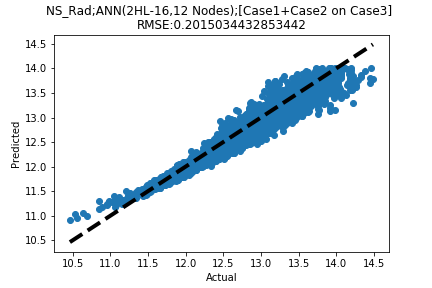 NS_Rad;ANN(2HL-16,12 Nodes);[Case1+Case2 on Case3]
RMSE:0.2015034432853442
14.5
14.0
13.5
13.0
12.5
12.0
11.5
11.0
10.5
Predicted
10.5 11.0 11.5 12.0 12.5 13.0 13.5 14.0 14.5
Actual